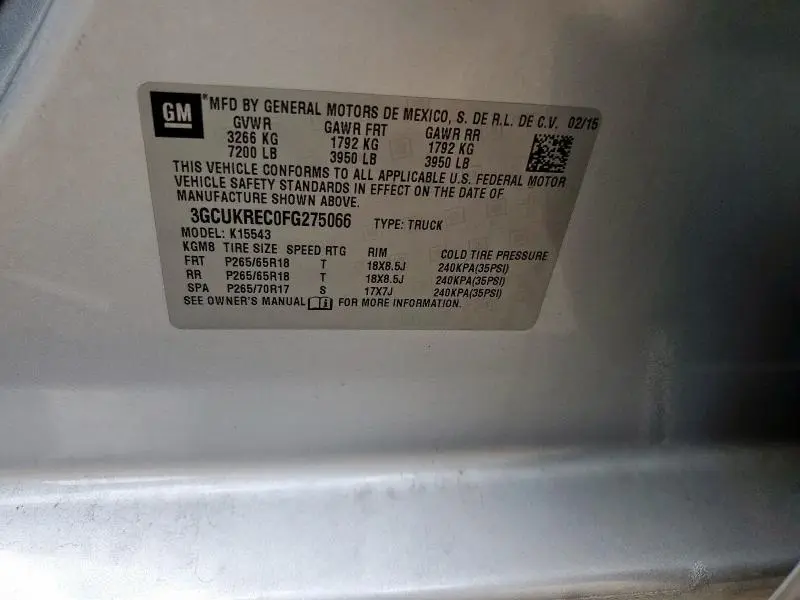 GM
*MFD BY GENERAL MOTORS DE MEXICO, S. DE R.L. DE C.V. 02/15
GVWR GAWR FRT GAWR RR
3266 KG 1792 KG 1792 KG
7200 LB 3950 LB 3950 LB
THIS VEHICLE CONFORMS TO ALL APPLICABLE U.S. FEDERAL MOTOR
VEHICLE SAFETY STANDARDS IN EFFECT ON THE DATE OF
MANUFACTURE SHOWN ABOVE.
3GCUKREC0FG275066 TYPE: TRUCK
MODEL: K15543
KGM8 TIRE SIZE SPEED RTG RIM COLD TIRE PRESSURE
FRT P265/65R18 T 18X8.5J 240KPA(35PSI)
RR P265/65R18 T 18X8.5J 240KPA(35PSI)
SPA P265/70R17 S 17X7J 240KPA(35PSI)
SEE OWNER'S MANUAL FOR MORE INFORMATION.